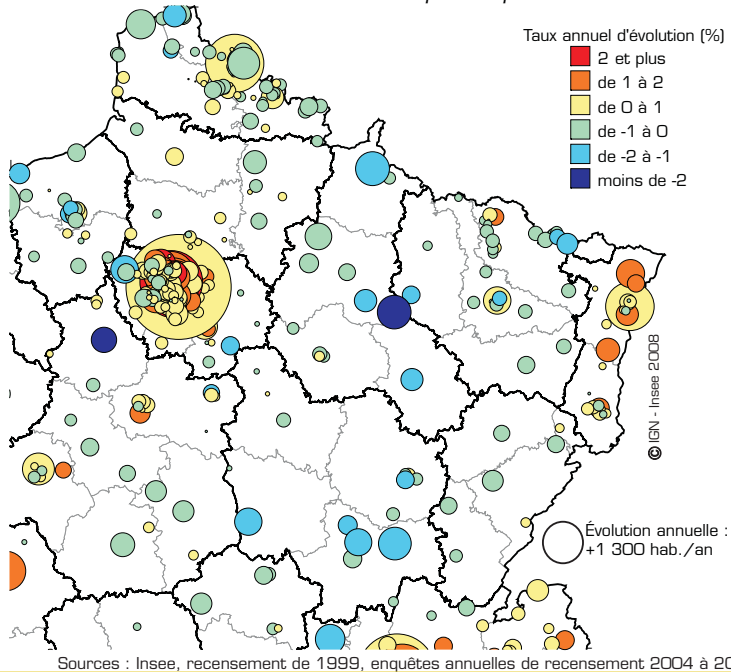 Taux annuel d'évolution (%)
2 et plus
de 1 à 2
de 0 à 1
de -1 à 0
de -2 à -1
moins de -2
© IGN - Insee 2008
Évolution annuelle :
+1 300 hab./an
Sources : Insee, recensement de 1999, enquêtes annuelles de recensement 2004 à 20